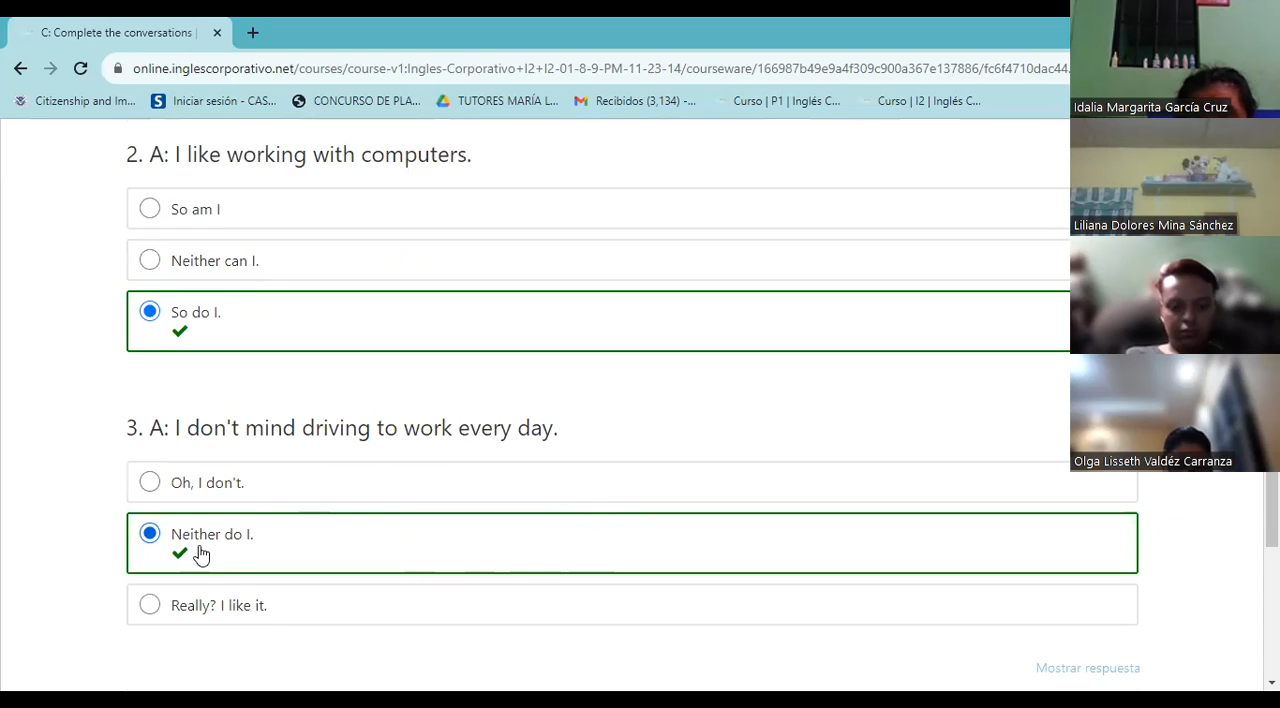 C: Complete the conversations |
online.inglescorporativo.net/courses/course-v1:Ingles-Corporativo+I2+I2-01-8-9-PM-11-23-14/courseware/166987b49e9a4f309c900a367e137886/fc6f4710dac44.
Citizenship and Im... Iniciar sesión - CAS... CONCURSO DE PLA... TUTORES MARÍA L... Recibidos (3,134) -... Curso | P1 | Inglés C... Curso | I2 | Inglés C...
2. A: I like working with computers.
So am I
Neither can I.
So do I.
3. A: I don't mind driving to work every day.
Oh, I don't.
Neither do I.
Really? I like it.
Mostrar respuesta
Idalia Margarita García Cruz
Liliana Dolores Mina Sánchez
Olga Lisseth Valdéz Carranza